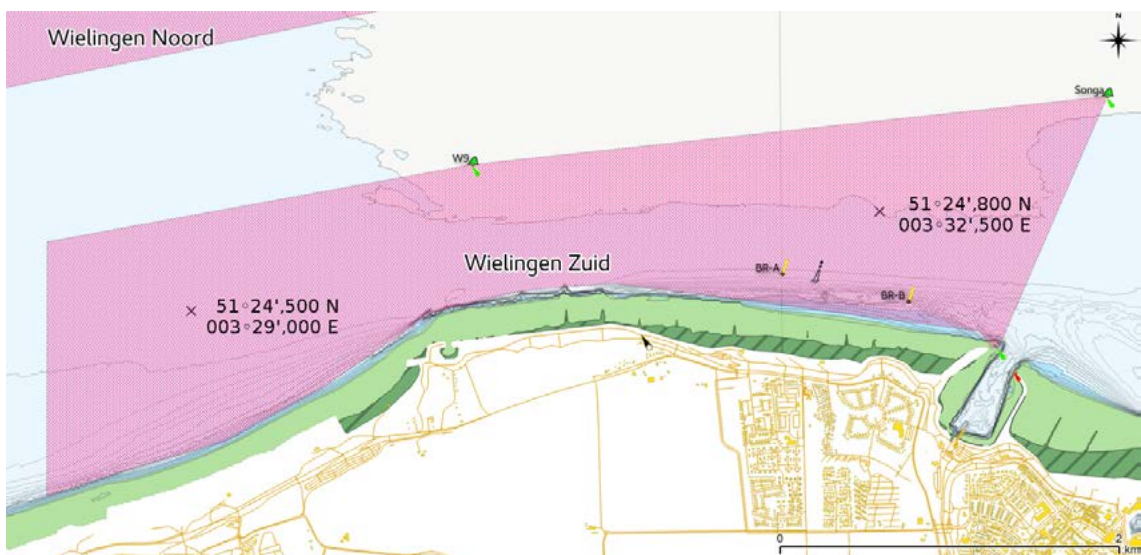 Wielingen Noord
N
Songa
W9
51°24',800 N
003°32',500 E
Wielingen Zuid
BR-A
BR-B
51°24',500 N
003°29',000 E
0
2
km